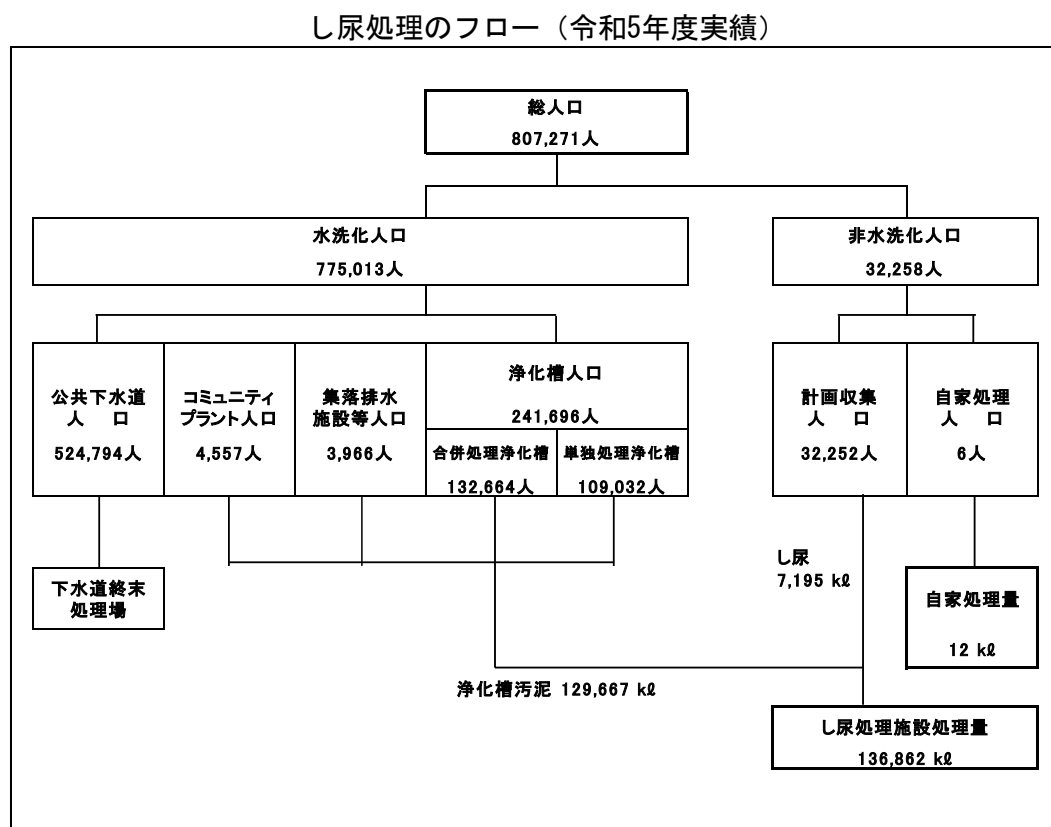 し尿処理のフロー（令和5年度実績）
総人口
807,271人
水洗化人口
775,013人
非水洗化人口
32,258人
公共下水道
人　口
524,794人
コミュニティ
プラント人口
4,557人
集落排水
施設等人口
3,966人
浄化槽人口
241,696人
合併処理浄化槽
132,664人
単独処理浄化槽
109,032人
計画収集
人　口
32,252人
自家処理
人　口
6人
下水道終末
処理場
し尿
7,195 kℓ
自家処理量
12 kℓ
浄化槽汚泥 129,667 kℓ
し尿処理施設処理量
136,862 kℓ